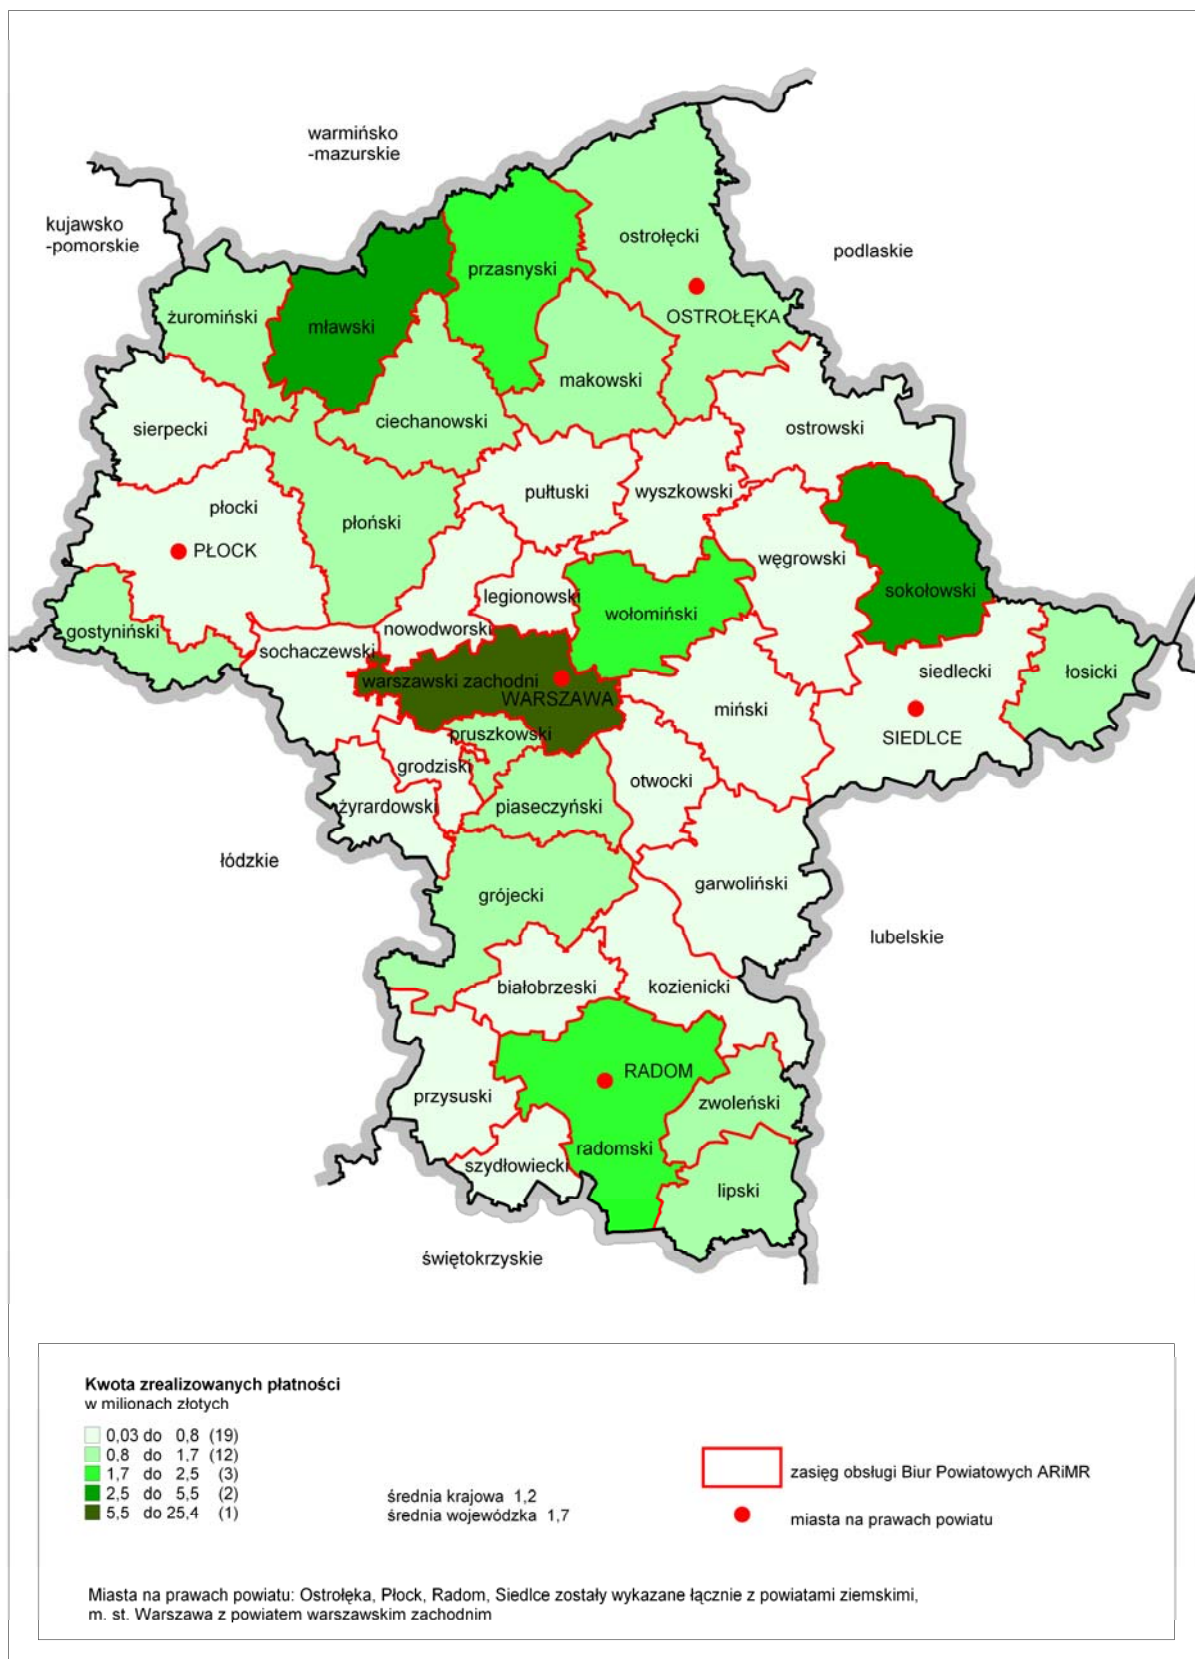 warmińsko
-mazurskie
kujawsko
-pomorskie
podlaskie
ostrołęcki
przasnyski
OSTROŁĘKA
żuromiński
mławski
makowski
ciechanowski
sierpecki
ostrowski
płocki
pułtuski
wyszkowski
płoński
PŁOCK
węgrowski
sokołowski
legionowski
wołomiński
gostyniński
nowodworski
sochaczewski
siedlecki
łosicki
warszawski zachodni
WARSZAWA
miński
SIEDLCE
pruszkowski
grodziski
otwocki
żyrardowski
piaseczyński
łódzkie
garwoliński
grójecki
lubelskie
białobrzeski
kozienicki
RADOM
przysuski
zwoleński
radomski
szydłowiecki
lipski
świętokrzyskie
Kwota zrealizowanych płatności
w milionach złotych
0,03 do 0,8 (19)
0,8 do 1,7 (12)
1,7 do 2,5 (3)
2,5 do 5,5 (2)
5,5 do 25,4 (1)
średnia krajowa 1,2
średnia wojewódzka 1,7
zasięg obsługi Biur Powiatowych ARiMR
miasta na prawach powiatu
Miasta na prawach powiatu: Ostrołęka, Płock, Radom, Siedlce zostały wykazane łącznie z powiatami ziemskimi,
m. st. Warszawa z powiatem warszawskim zachodnim